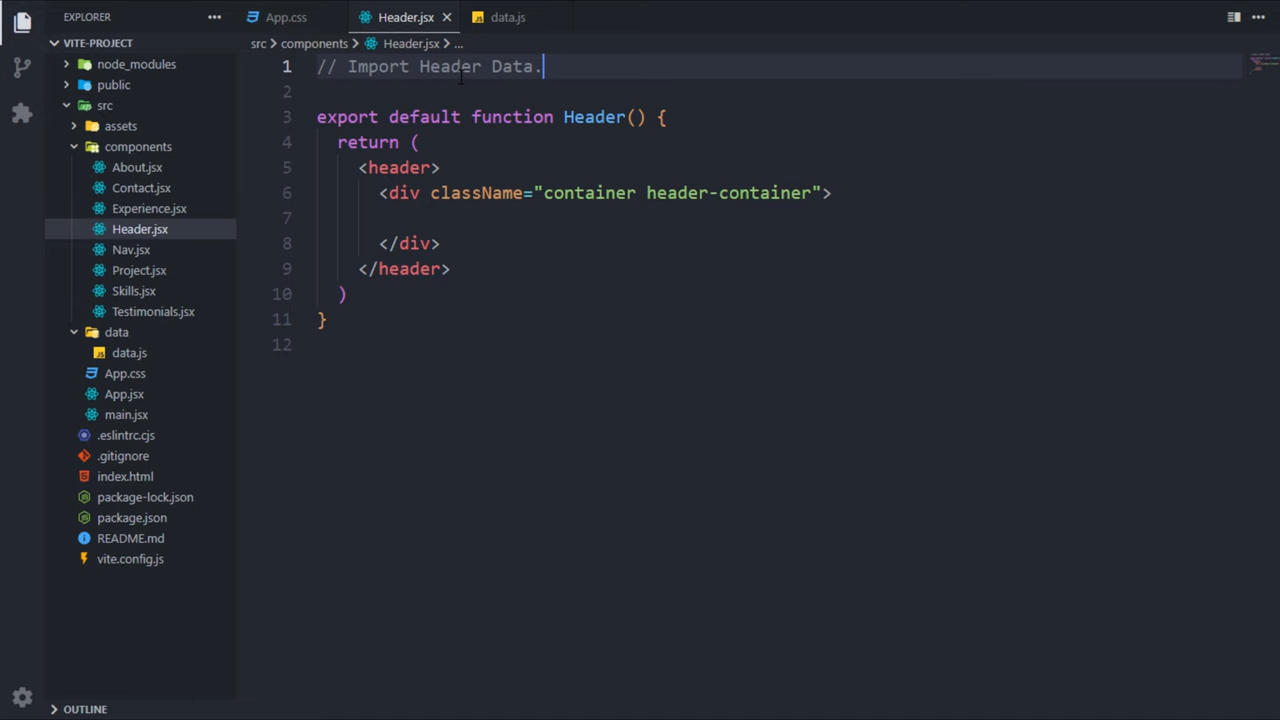 EXPLORER
VITE-PROJECT
node_modules
public
src
assets
components
About.jsx
Contact.jsx
Experience.jsx
Header.jsx
Nav.jsx
Project.jsx
Skills.jsx
Testimonials.jsx
data
data.js
App.css
App.jsx
main.jsx
.eslintrc.cjs
.gitignore
index.html
package-lock.json
package.json
README.md
vite.config.js
OUTLINE
App.css Header.jsx data.js
src > components > Header.jsx > ...
1 // Import Header Data.
2
3 export default function Header() {
4 return (
5 <header>
6 <div className="container header-container">
7
8 </div>
9 </header>
10 )
11 }
12